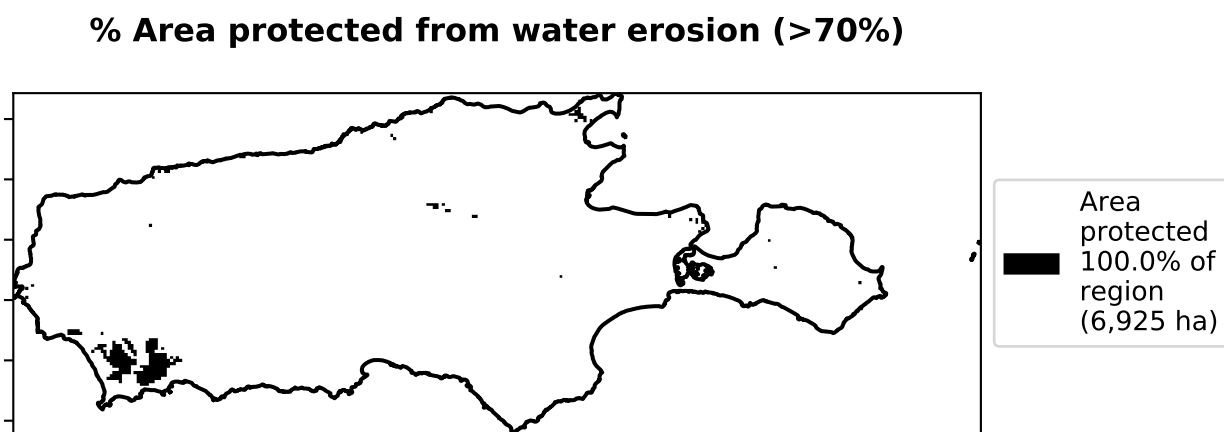 % Area protected from water erosion (>70%)
Area
protected
100.0% of
region
(6,925 ha)